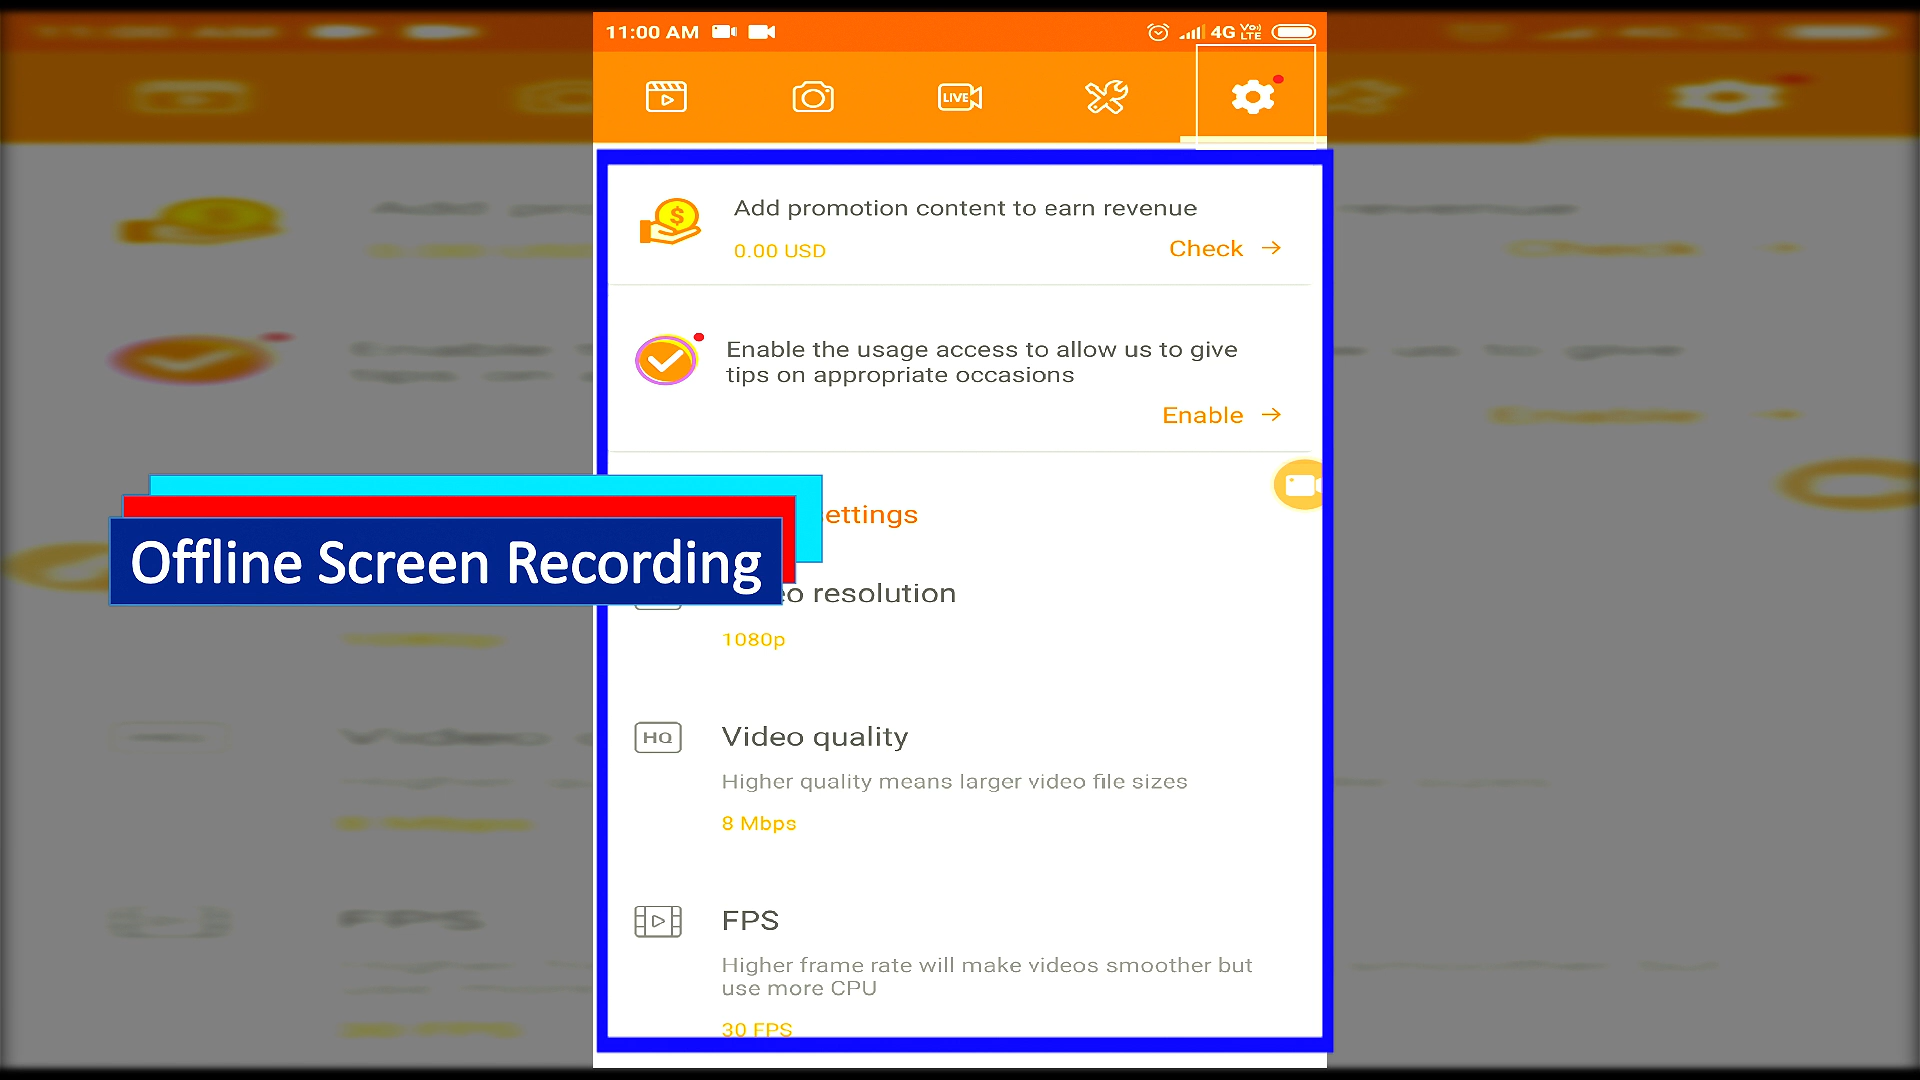 11:00 AM
4G Vo) LTE
LIVE
Add promotion content to earn revenue
$
0.00 USD
Check
Enable the usage access to allow us to give
tips on appropriate occasions
Enable
ettings
Offline Screen Recording
o resolution
1080p
HQ
Video quality
Higher quality means larger video file sizes
8 Mbps
FPS
Higher frame rate will make videos smoother but
use more CPU
30 FPS